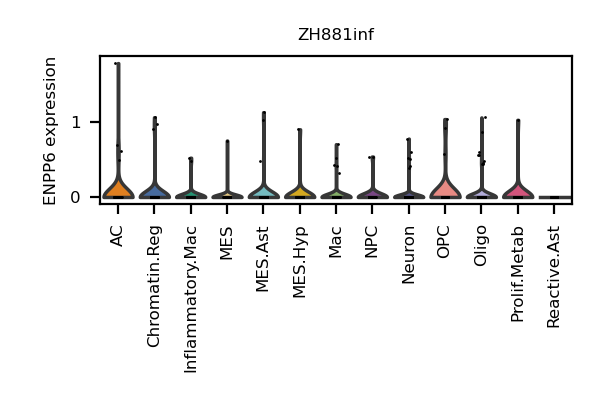 ZH881inf
ENPP6 expression
1
0
AC
Chromatin.Reg
Inflammatory.Mac
MES
MES.Ast
MES.Hyp
Mac
NPC
Neuron
OPC
Oligo
Prolif.Metab
Reactive.Ast